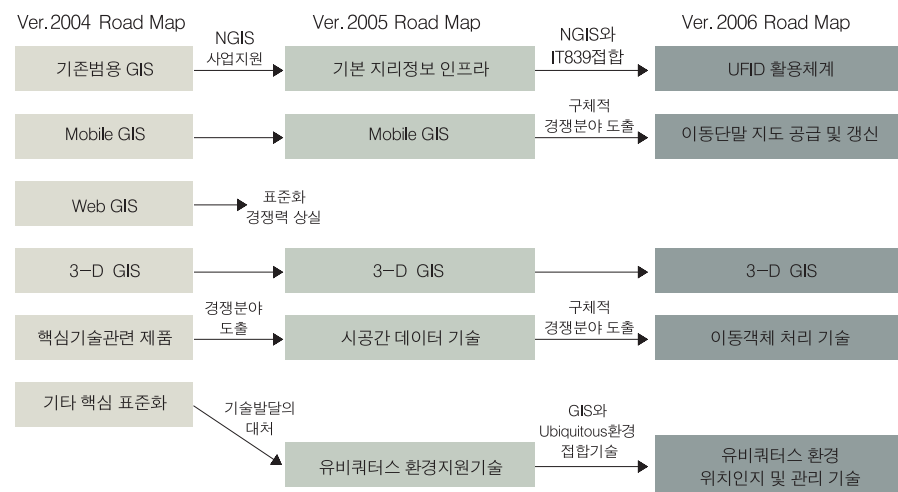 Ver.2004 Road Map
Ver.2005 Road Map
Ver.2006 Road Map
기존범용 GIS
NGIS
사업지원
기본 지리정보 인프라
NGIS와
IT839접합
UFID 활용체계
Mobile GIS
Mobile GIS
구체적
경쟁분야 도출
이동단말 지도 공급 및 갱신
Web GIS
표준화
경쟁력 상실
3-D GIS
3-D GIS
3-D GIS
핵심기술관련 제품
경쟁분야
도출
시공간 데이터 기술
구체적
경쟁분야 도출
이동객체 처리 기술
기타 핵심 표준화
기술발달의
대처
유비쿼터스 환경지원기술
GIS와
Ubiquitous환경
접합기술
유비쿼터스 환경
위치인지 및 관리 기술